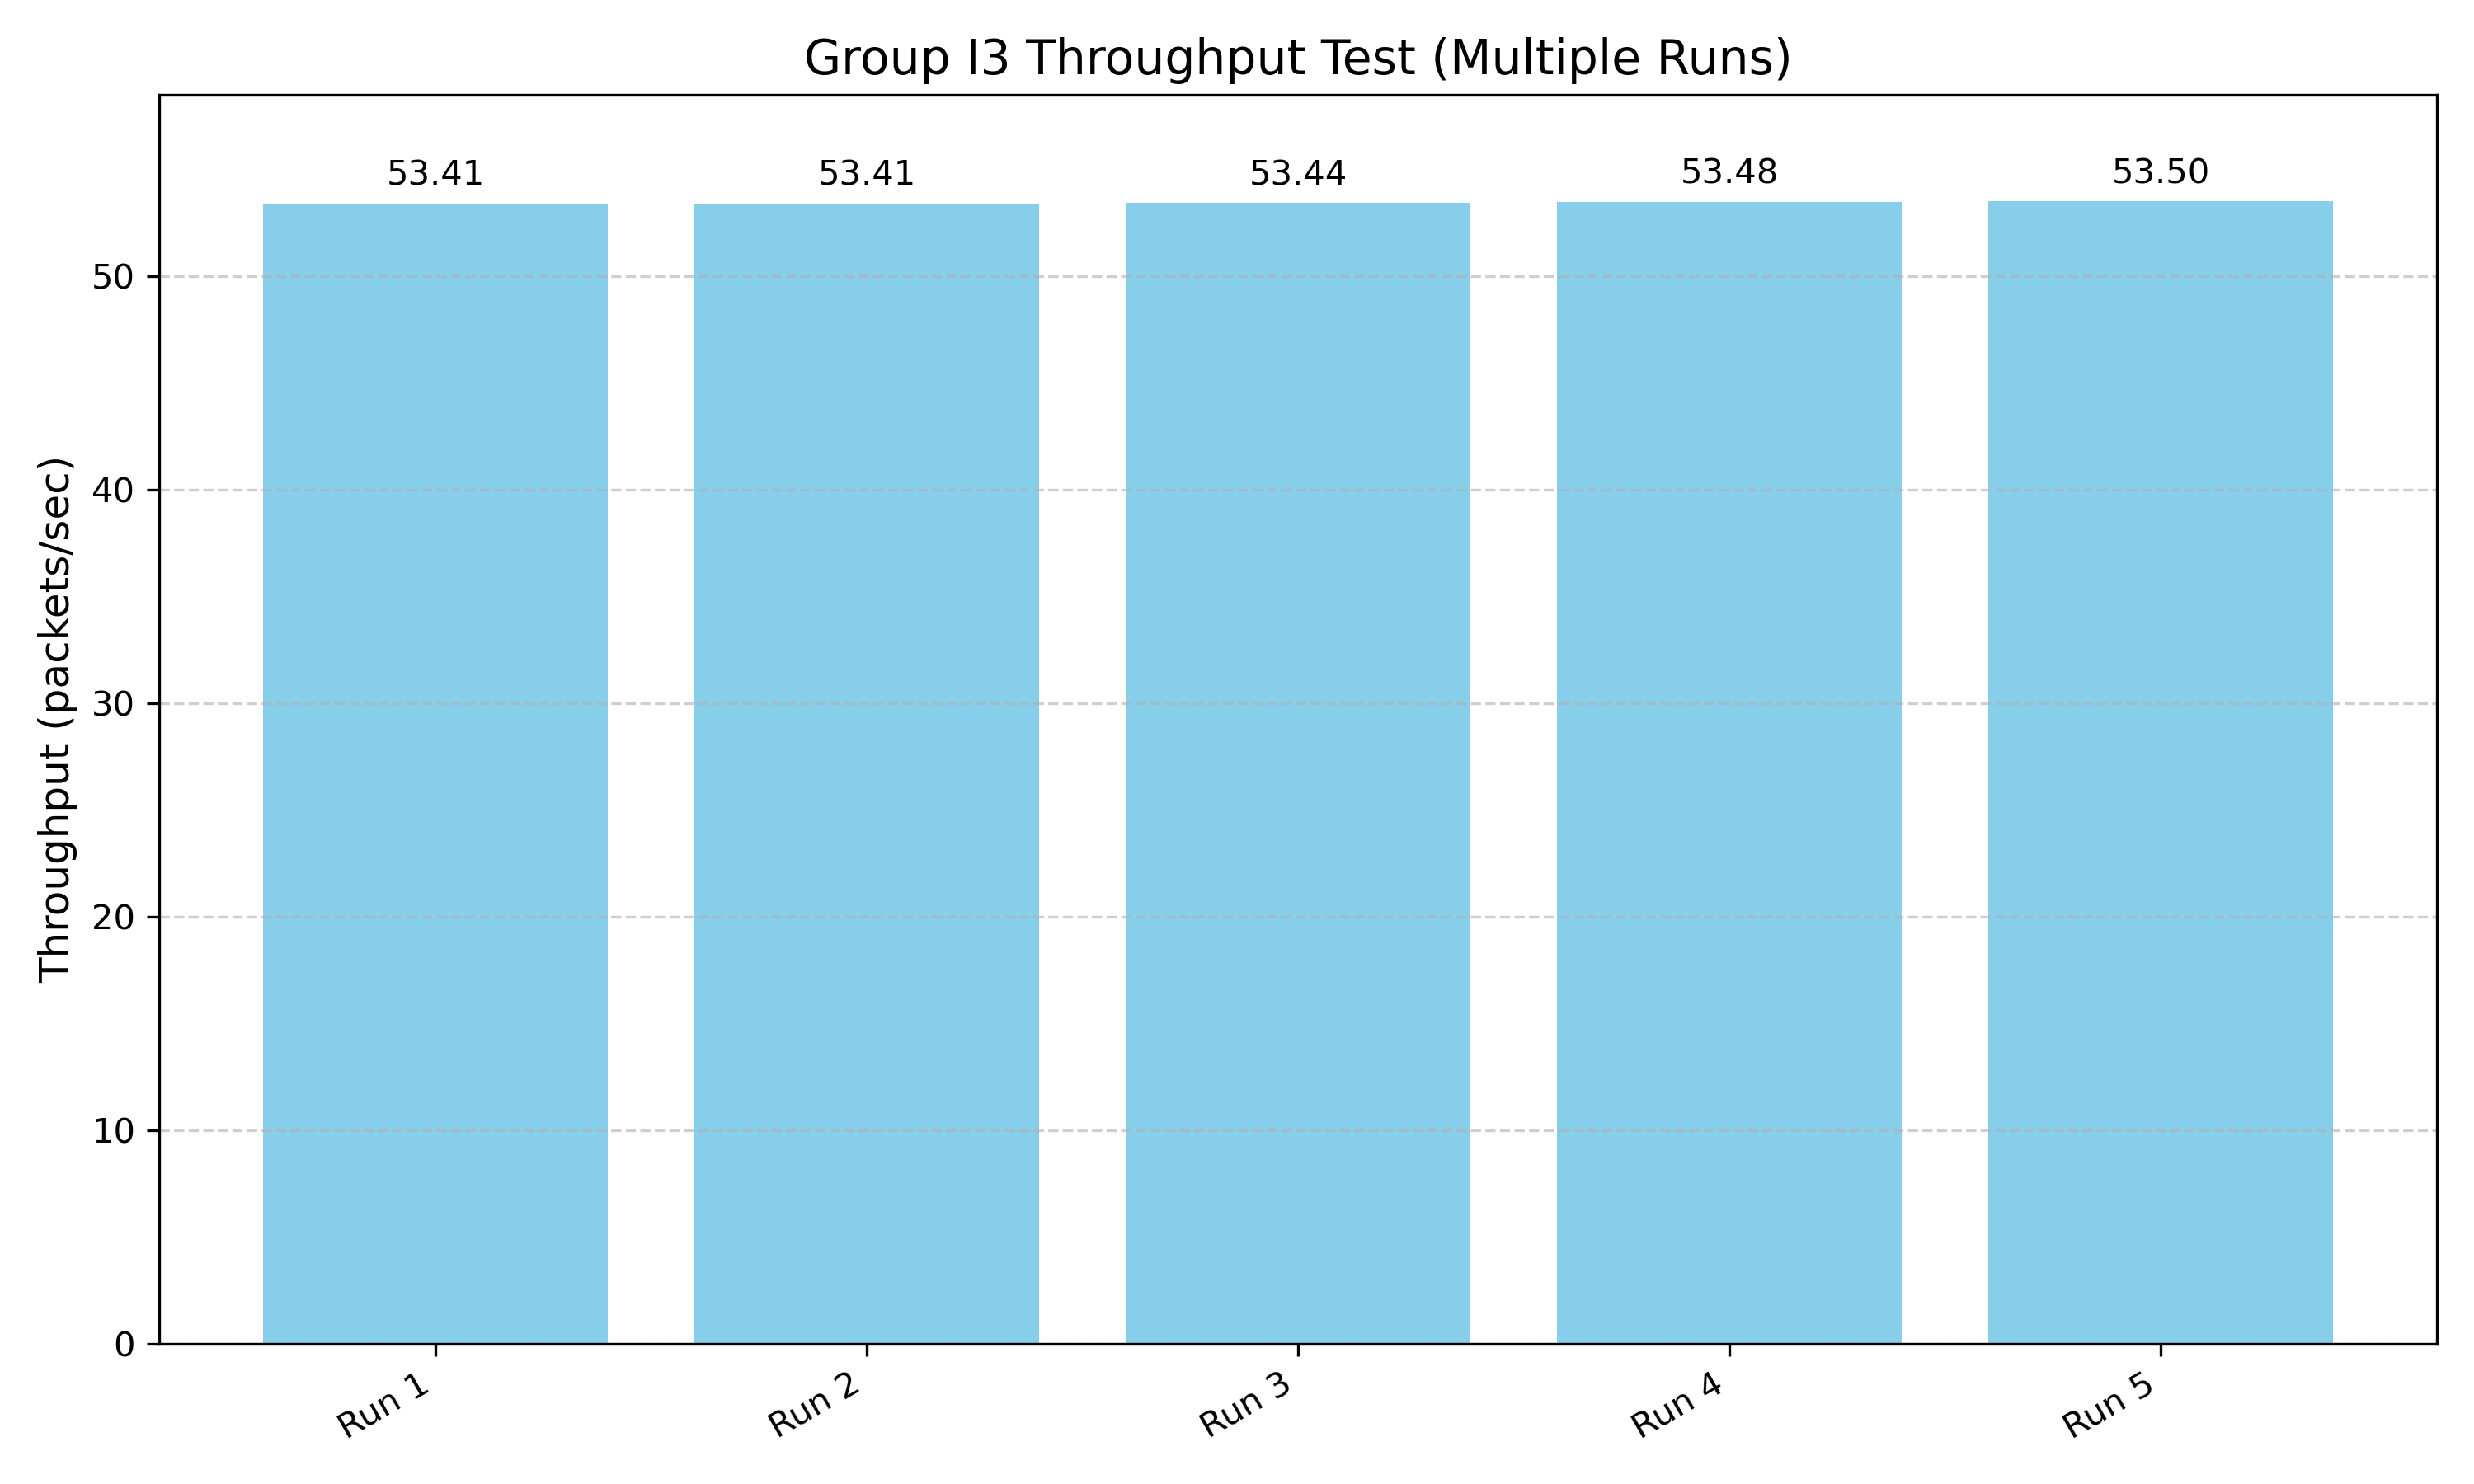 Group I3 Throughput Test (Multiple Runs)
53.41
53.41
53.44
53.48
53.50
Throughput (packets/sec)
50
40
30
20
10
0
Run 1
Run 2
Run 3
Run 4
Run 5